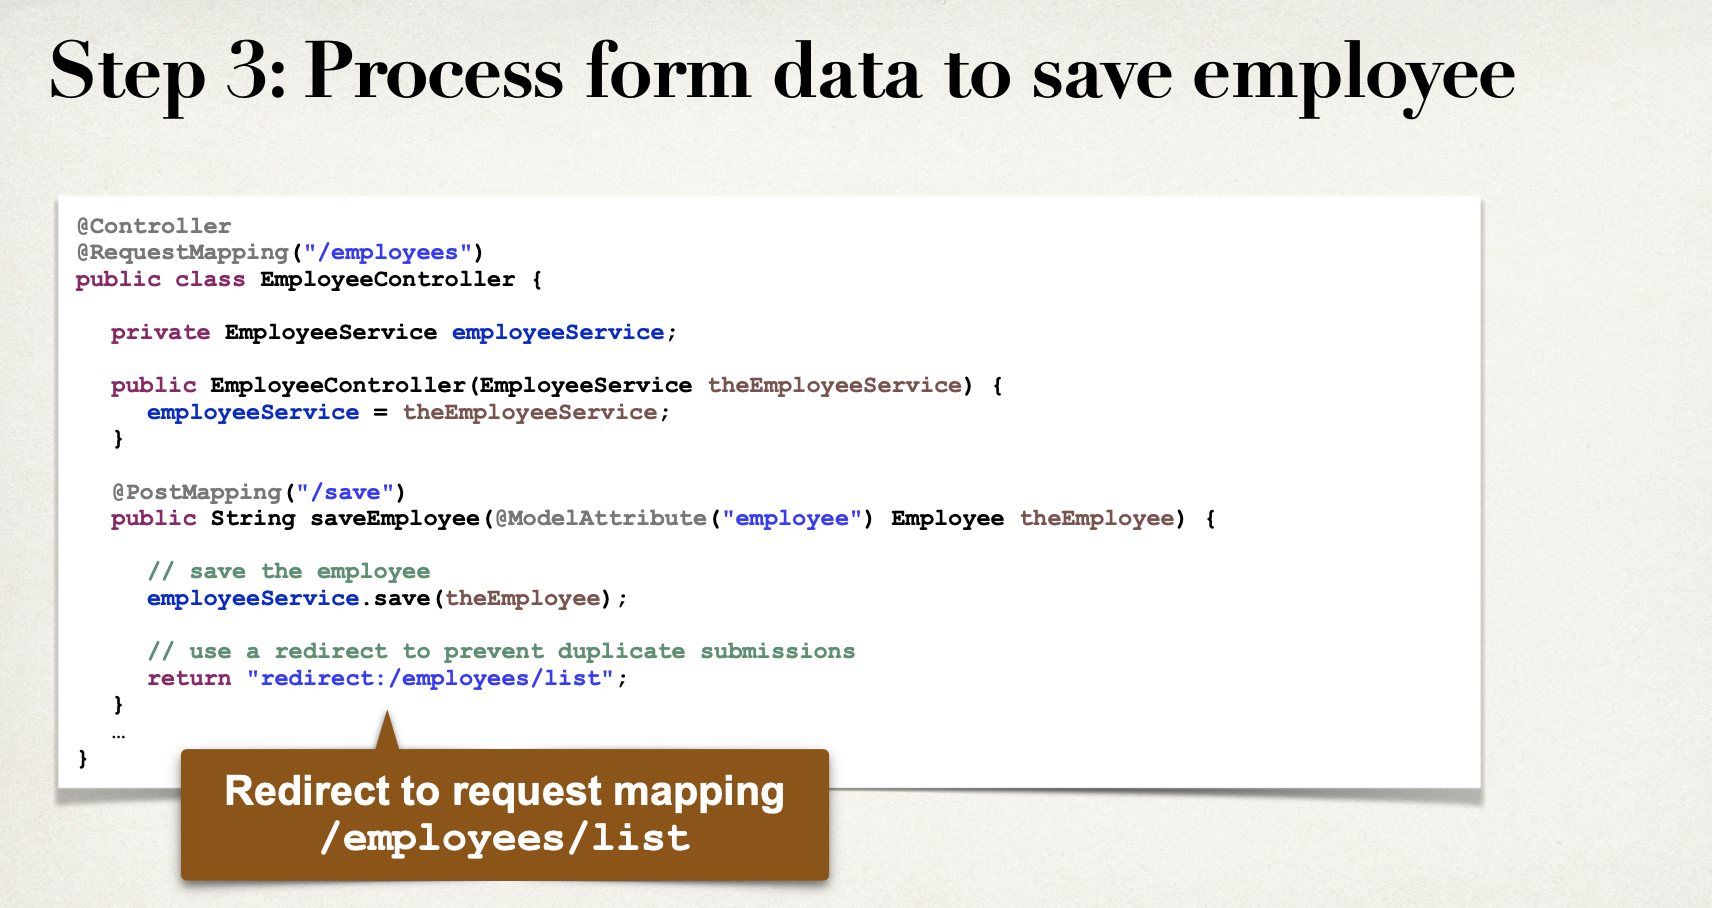 Step 3: Process form data to save employee
@Controller
@RequestMapping("/employees")
public class EmployeeController {
private EmployeeService employeeService;
public EmployeeController(EmployeeService theEmployeeService) {
employeeService = theEmployeeService;
}
@PostMapping("/save")
public String saveEmployee(@ModelAttribute("employee") Employee theEmployee) {
// save the employee
employeeService.save(theEmployee);
// use a redirect to prevent duplicate submissions
return "redirect:/employees/list";
}
…
}
Redirect to request mapping
/employees/list